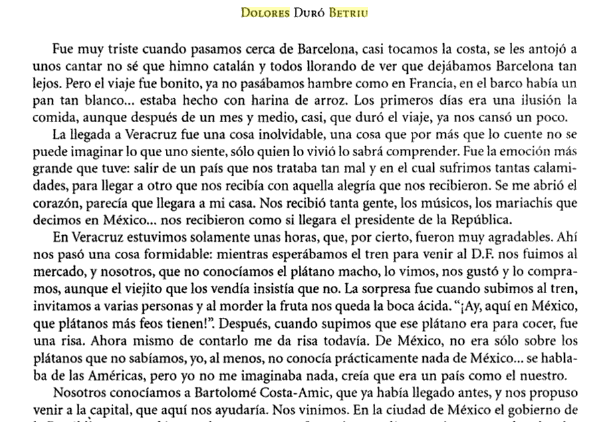 DOLORES DURÓ BETRIU
Fue muy triste cuando pasamos cerca de Barcelona, casi tocamos la costa, se les antojó a
unos cantar no sé que himno catalán y todos llorando de ver que dejábamos Barcelona tan
lejos. Pero el viaje fue bonito, ya no pasábamos hambre como en Francia, en el barco había un
pan tan blanco... estaba hecho con harina de arroz. Los primeros días era una ilusión la
comida, aunque después de un mes y medio, casi, que duró el viaje, ya nos cansó un poco.
La llegada a Veracruz fue una cosa inolvidable, una cosa que por más que lo cuente no se
puede imaginar lo que uno siente, sólo quien lo vivió lo sabrá comprender. Fue la emoción más
grande que tuve: salir de un país que nos trataba tan mal y en el cual sufrimos tantas calami-
dades, para llegar a otro que nos recibía con aquella alegría que nos recibieron. Se me abrió el
corazón, parecía que llegara a mi casa. Nos recibió tanta gente, los músicos, los mariachis que
decimos en México... nos recibieron como si llegara el presidente de la República.
En Veracruz estuvimos solamente unas horas, que, por cierto, fueron muy agradables. Ahí
nos pasó una cosa formidable: mientras esperábamos el tren para venir al D.F. nos fuimos al
mercado, y nosotros, que no conocíamos el plátano macho, lo vimos, nos gustó y lo compra-
mos, aunque el viejito que los vendía insistía que no. La sorpresa fue cuando subimos al tren,
invitamos a varias personas y al morder la fruta nos queda la boca ácida. “¡Ay, aquí en México,
que plátanos más feos tienen!”. Después, cuando supimos que ese plátano era para cocer, fue
una risa. Ahora mismo de contarlo me da risa todavía. De México, no era sólo sobre los
plátanos que no sabíamos, yo, al menos, no conocía prácticamente nada de México... se habla-
ba de las Américas, pero yo no me imaginaba nada, creía que era un país como el nuestro.
Nosotros conocíamos a Bartolomé Costa-Amic, que ya había llegado antes, y nos propuso
venir a la capital, que aquí nos ayudaría. Nos vinimos. En la ciudad de México el gobierno de